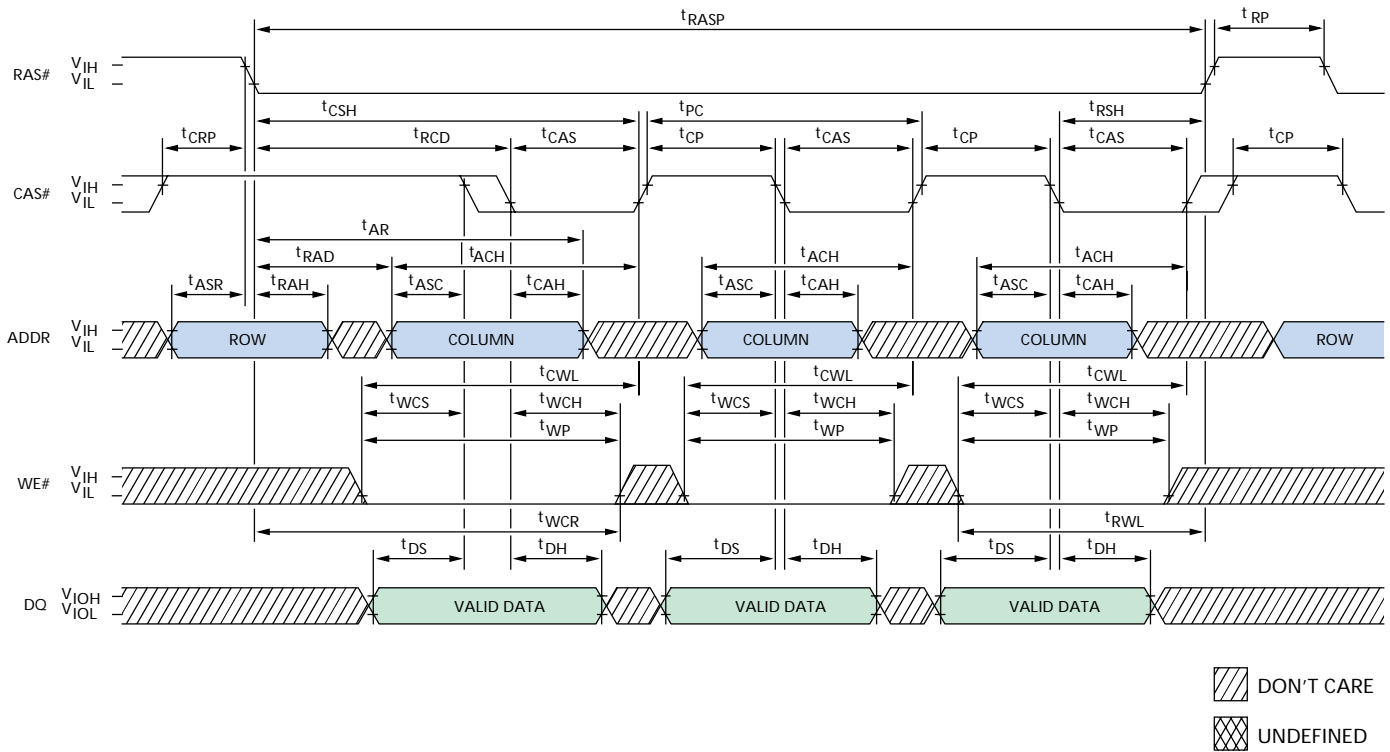 tRASP
tRP
RAS#
VIH
VIL
tCSH
tPC
tRSH
tCRP
tRCD
tCAS
tCP
tCAS
tCP
tCAS
tCP
CAS#
VIH
VIL
tAR
tRAD
tACH
tACH
tACH
tASR
tRAH
tASC
tCAH
tASC
tCAH
tASC
tCAH
ADDR
VIH
VIL
ROW
COLUMN
COLUMN
COLUMN
ROW
tCWL
tCWL
tCWL
tWCS
tWCH
tWCS
tWCH
tWCS
tWCH
tWP
tWP
tWP
WE#
VIH
VIL
tWCR
tRWL
tDS
tDH
tDS
tDH
tDS
tDH
DQ
VIOH
VIOL
VALID DATA
VALID DATA
VALID DATA
DON'T CARE
UNDEFINED